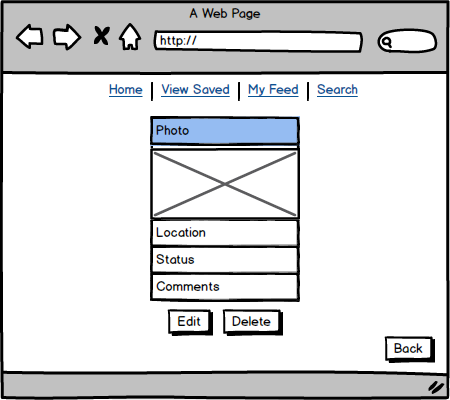 A Web Page
http://
Home View Saved My Feed Search
Photo
Location
Status
Comments
Edit Delete
Back